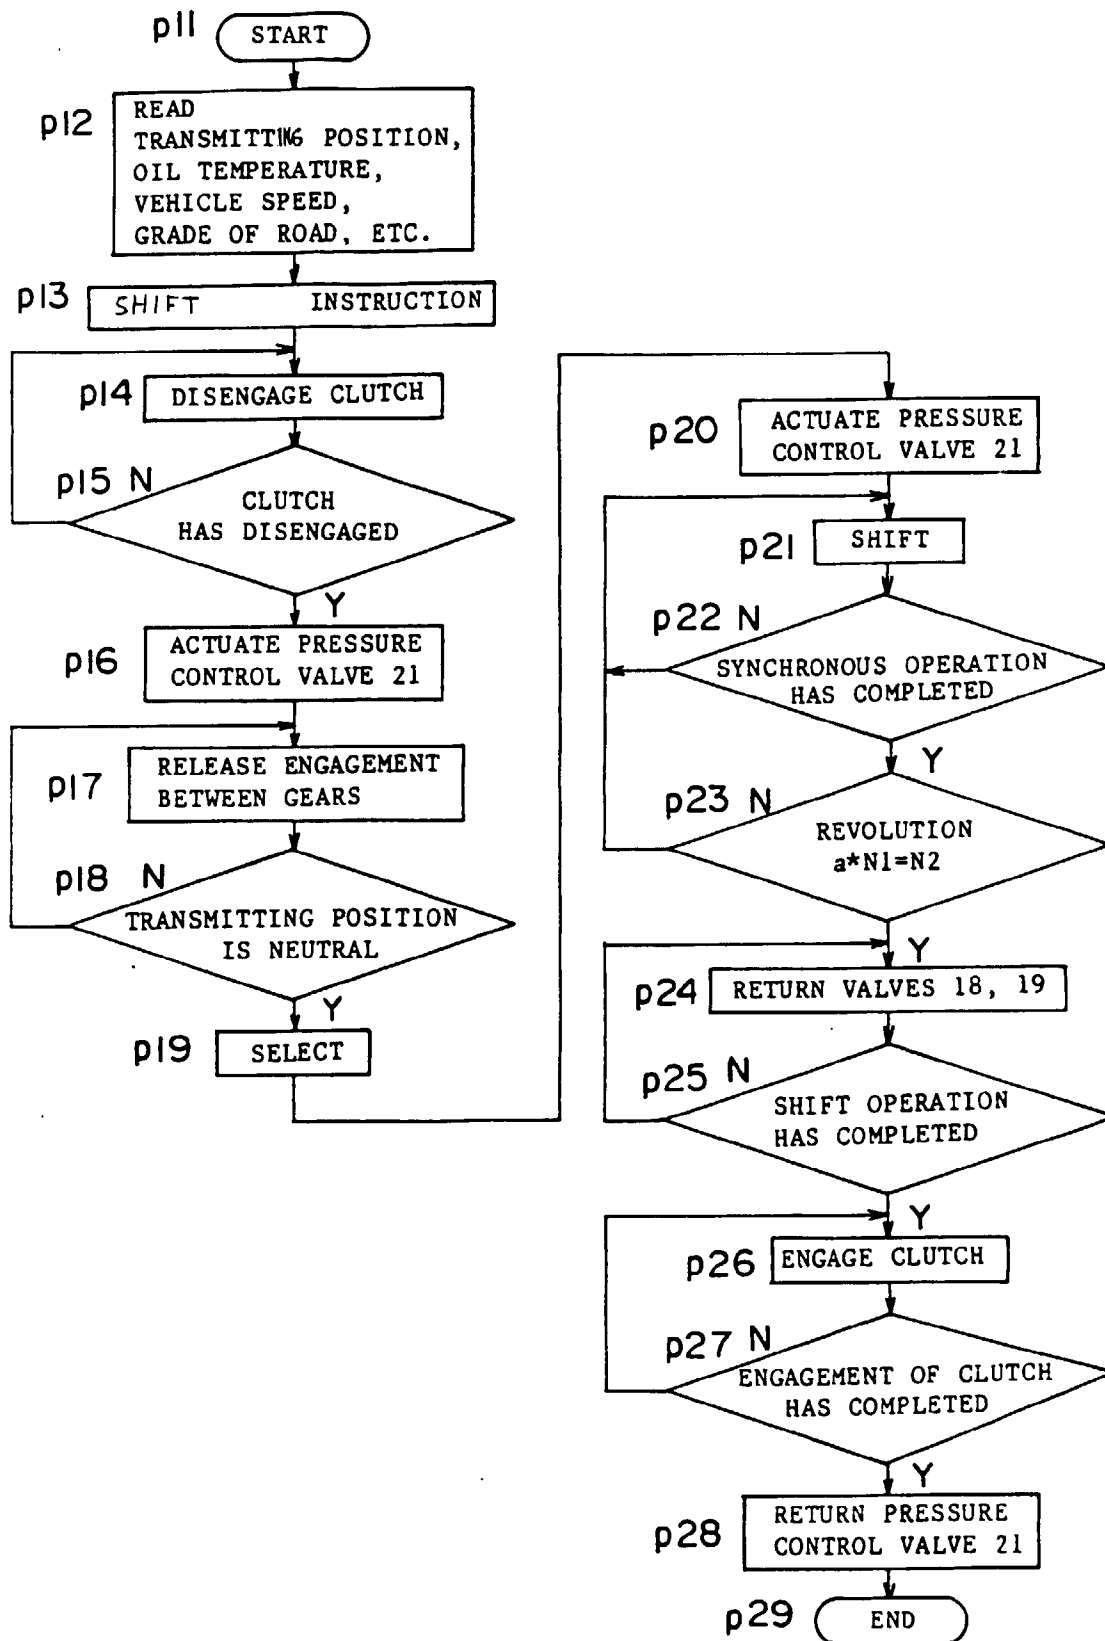 p11
START
p12
READ
TRANSMITTING POSITION,
OIL TEMPERATURE,
VEHICLE SPEED,
GRADE OF ROAD, ETC.
p13
SHIFT INSTRUCTION
p14
DISENGAGE CLUTCH
p15 N
CLUTCH
HAS DISENGAGED
Y
p16
ACTUATE PRESSURE
CONTROL VALVE 21
p17
RELEASE ENGAGEMENT
BETWEEN GEARS
p18 N
TRANSMITTING POSITION
IS NEUTRAL
Y
p19
SELECT
p20
ACTUATE PRESSURE
CONTROL VALVE 21
p21
SHIFT
p22 N
SYNCHRONOUS OPERATION
HAS COMPLETED
Y
p23 N
REVOLUTION
a*N1=N2
Y
p24
RETURN VALVES 18, 19
p25 N
SHIFT OPERATION
HAS COMPLETED
Y
p26
ENGAGE CLUTCH
p27 N
ENGAGEMENT OF CLUTCH
HAS COMPLETED
Y
p28
RETURN PRESSURE
CONTROL VALVE 21
p29
END